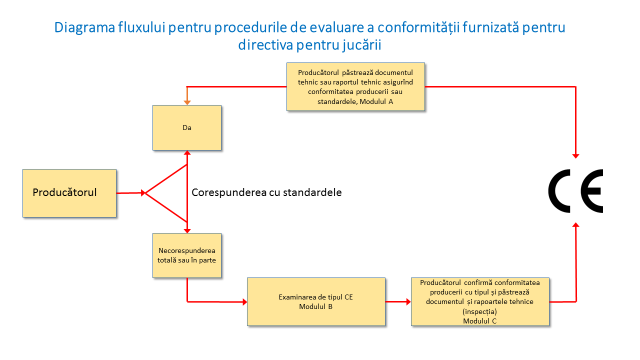 Diagrama fluxului pentru procedurile de evaluare a conformității furnizată pentru
directiva pentru jucării
Producătorul păstrează documentul
tehnic sau raportul tehnic asigurînd
conformitatea producerii sau
standardele, Modulul A
Da
Producătorul
Corespunderea cu standardele
CE
Necorespunderea
totală sau în parte
Examinarea de tipul CE
Modulul B
Producătorul confirmă conformitatea
producerii cu tipul și păstrează
documentul și rapoartele tehnice
(inspecția)
Modulul C